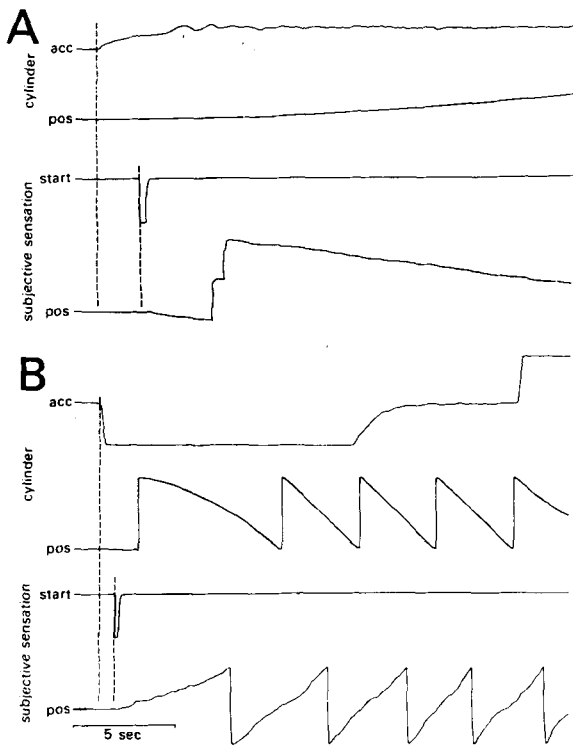 A
acc
cylinder
pos
start
subjective sensation
pos
B
acc
cylinder
pos
start
subjective sensation
pos
5 sec